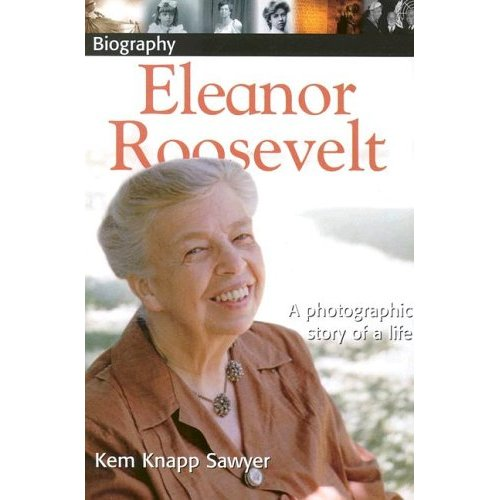 Biography
Eleanor
Roosevelt
A photographic
story of a life
Kem Knapp Sawyer